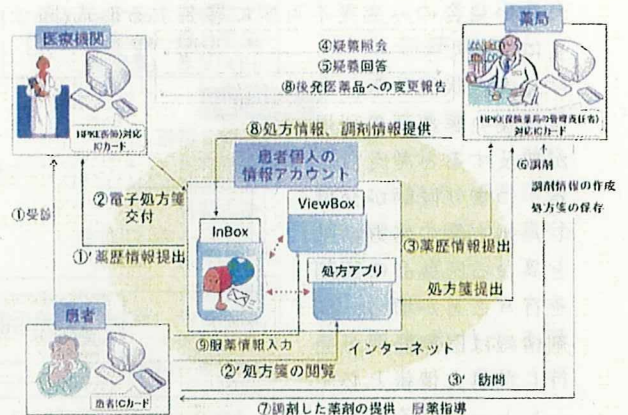 医療機関
HPKI(医師)対応
ICカード
薬局
HPKI(保険薬局の管理責任者)
対応ICカード
④疑義照会
⑤疑義回答
⑧後発医薬品への変更報告
⑧処方情報、調剤情報提供
患者個人の
情報アカウント
⑥調剤
調剤情報の作成
処方箋の保存
①受診
②電子処方箋
交付
①’薬歴情報提出
InBox
ViewBox
処方アプリ
③薬歴情報提出
処方箋提出
患者
患者ICカード
⑨服薬情報入力
インターネット
②’処方箋の閲覧
③’ 訪問
⑦調剤した薬剤の提供 服薬指導